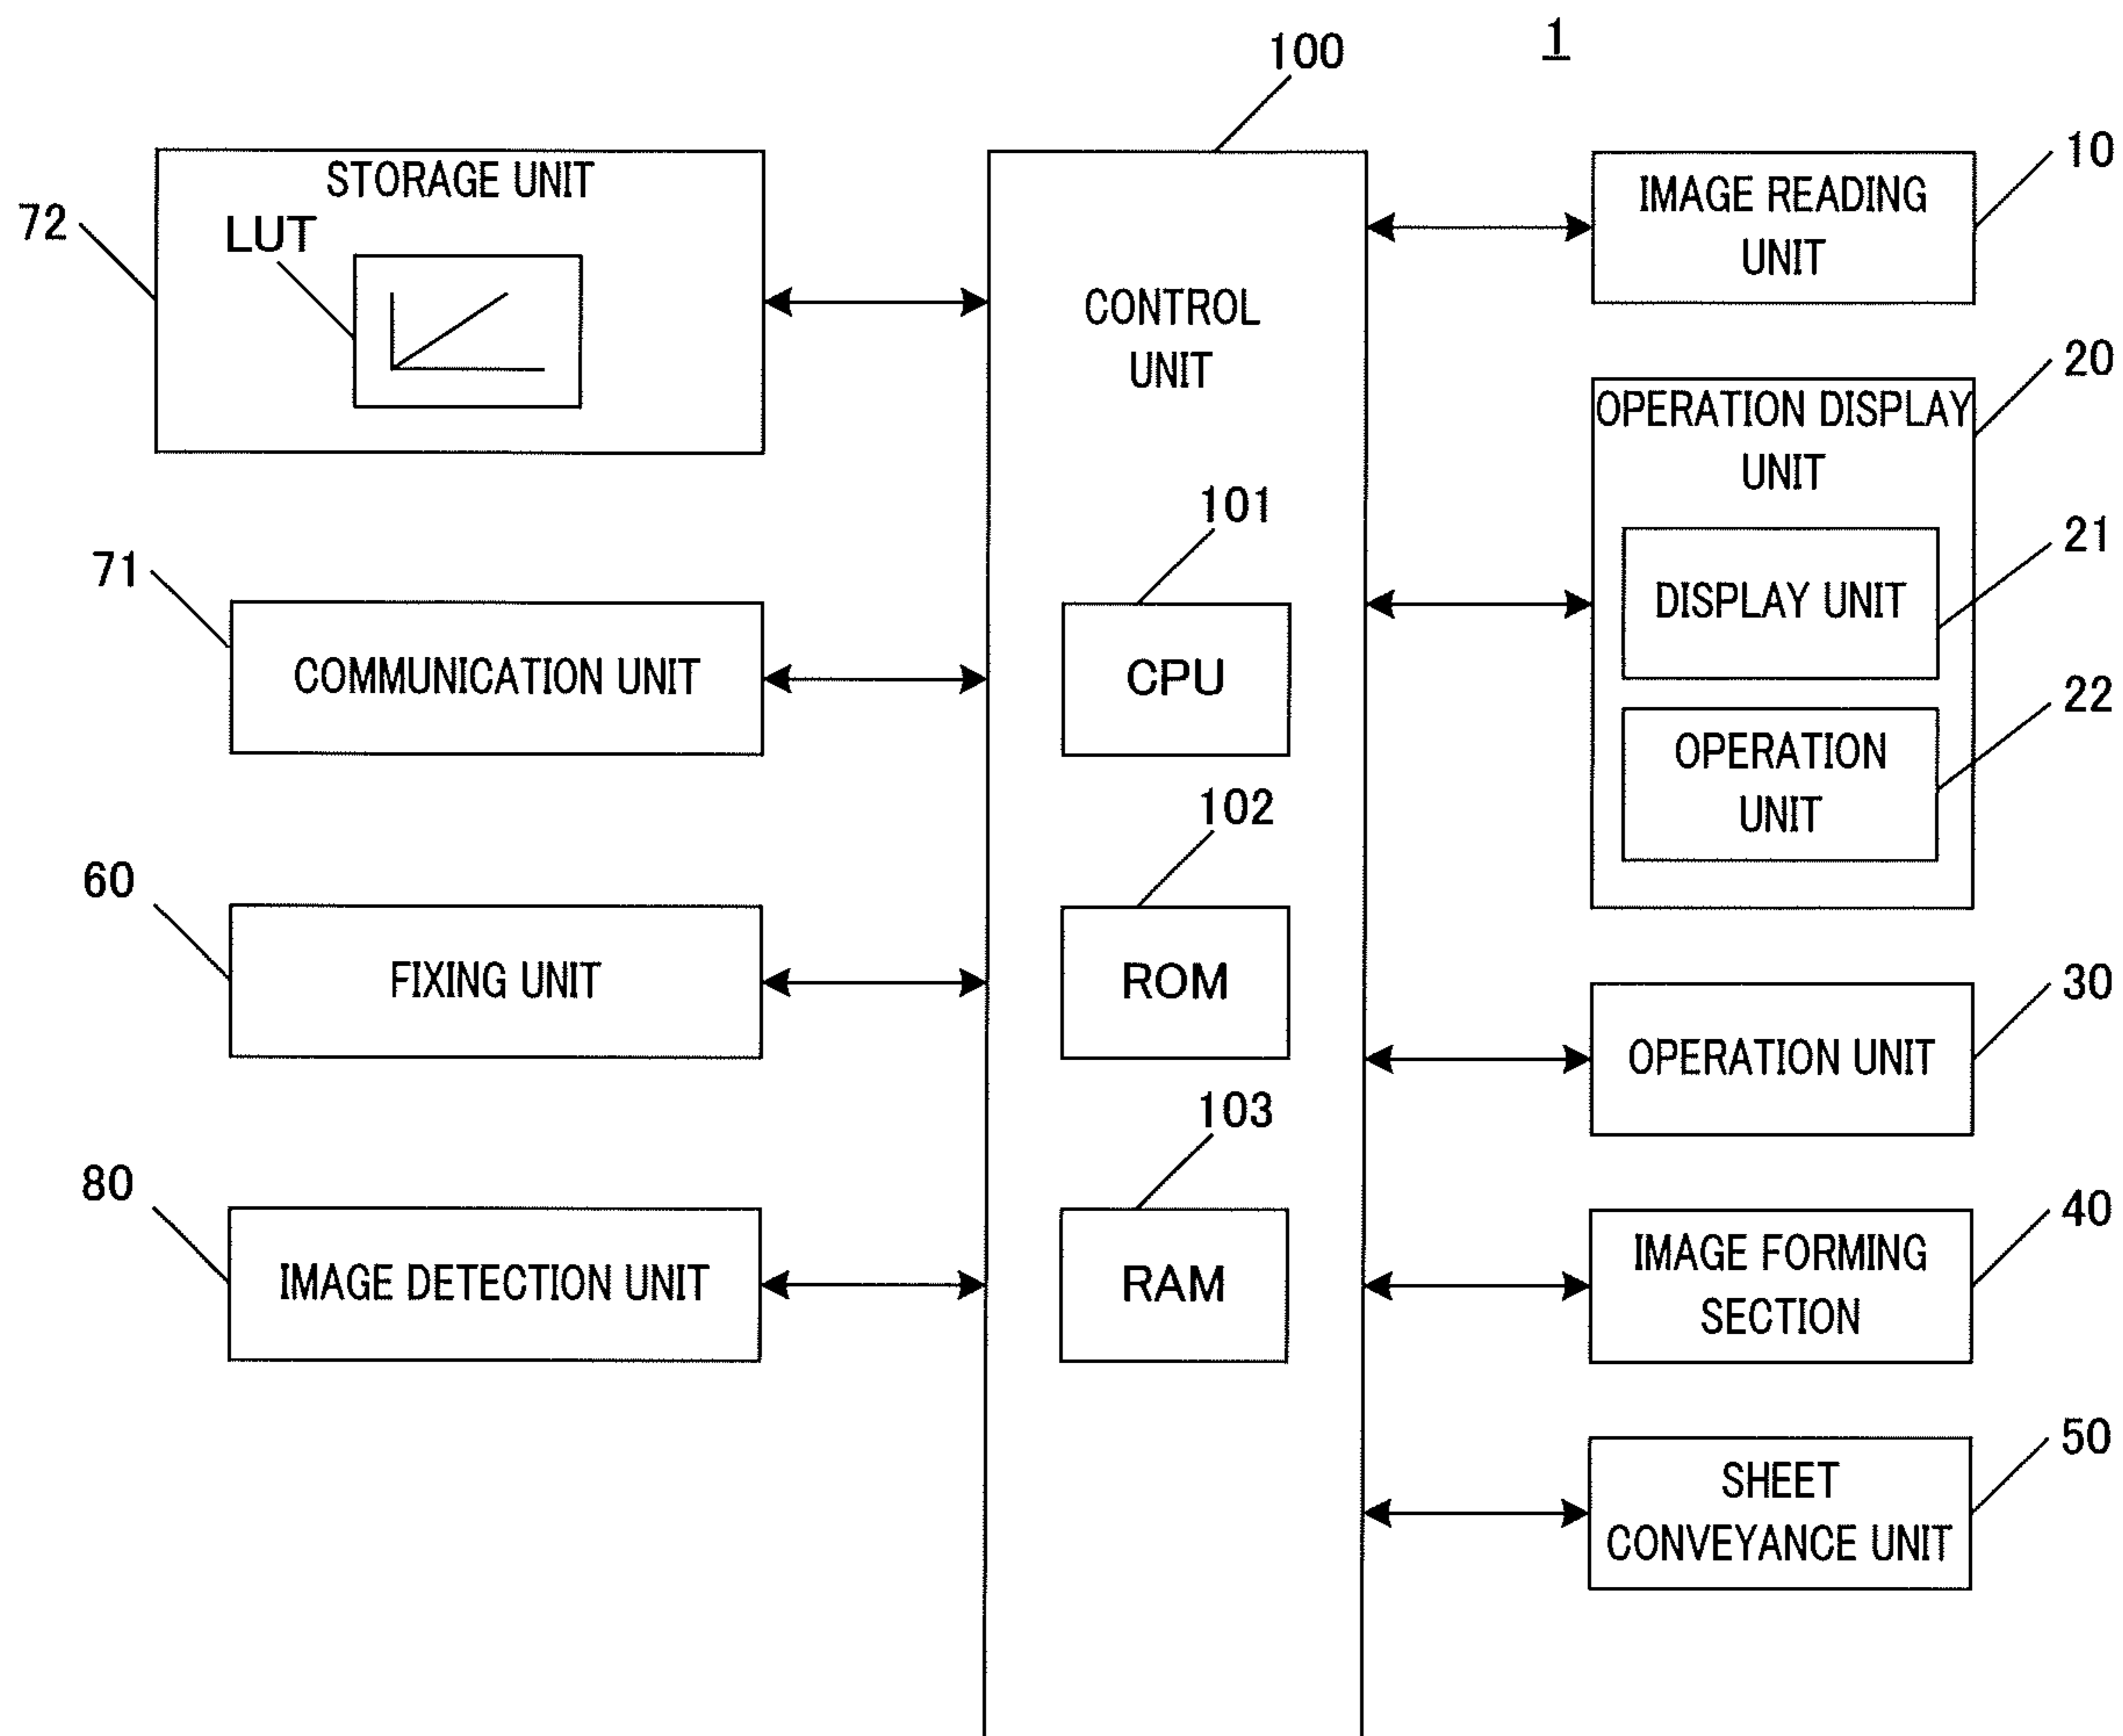 1
100
STORAGE UNIT
72
LUT
CONTROL
UNIT
101
71
COMMUNICATION UNIT
CPU
102
60
FIXING UNIT
ROM
103
80
IMAGE DETECTION UNIT
RAM
10
IMAGE READING
UNIT
20
OPERATION DISPLAY
UNIT
21
DISPLAY UNIT
22
OPERATION
UNIT
30
OPERATION UNIT
40
IMAGE FORMING
SECTION
50
SHEET
CONVEYANCE UNIT